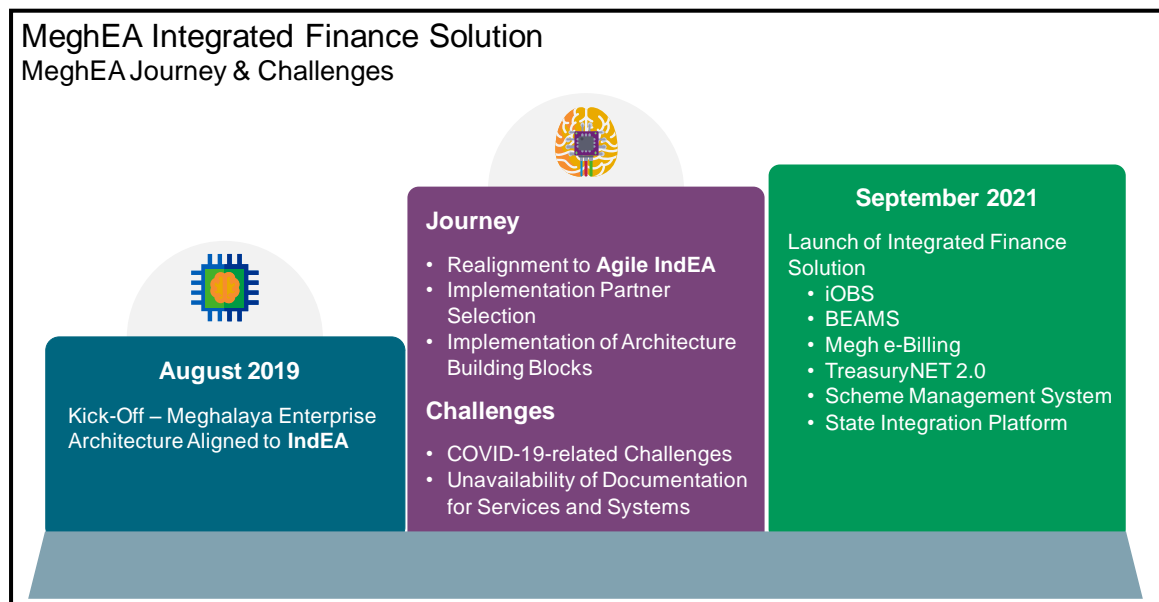 MeghEA Integrated Finance Solution
MeghEA Journey & Challenges
August 2019
Kick-Off – Meghalaya Enterprise
Architecture Aligned to IndEA
Journey
• Realignment to Agile IndEA
• Implementation Partner
Selection
• Implementation of Architecture
Building Blocks
Challenges
• COVID-19-related Challenges
• Unavailability of Documentation
for Services and Systems
September 2021
Launch of Integrated Finance
Solution
• iOBS
• BEAMS
• Megh e-Billing
• TreasuryNET 2.0
• Scheme Management System
• State Integration Platform